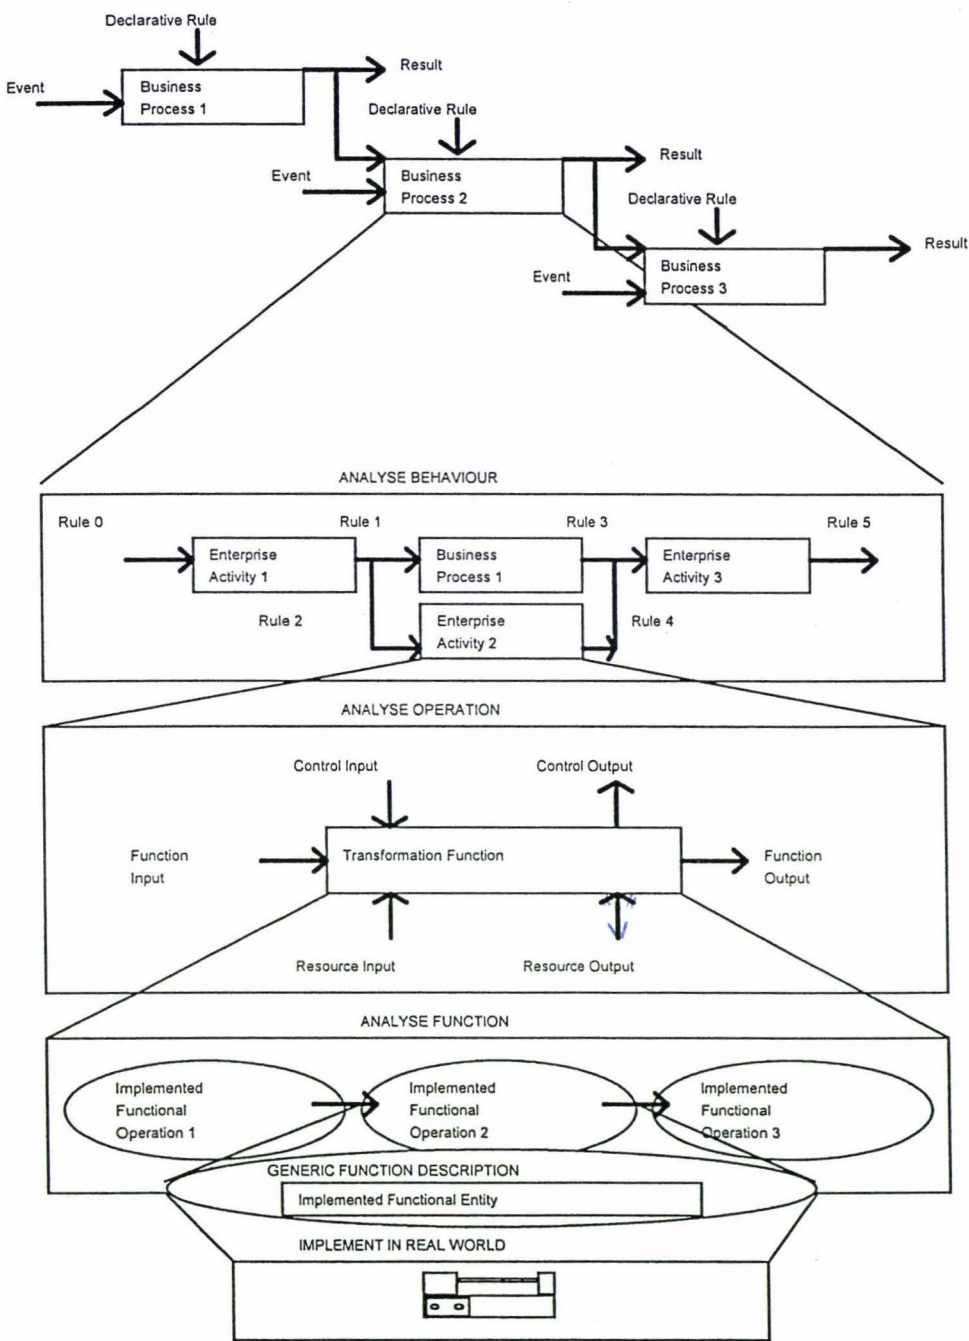 Declarative Rule
Event
Business
Process 1
Result
Declarative Rule
Event
Business
Process 2
Result
Declarative Rule
Event
Business
Process 3
Result
ANALYSE BEHAVIOUR
Rule 0
Rule 1
Rule 3
Rule 5
Enterprise
Activity 1
Business
Process 1
Enterprise
Activity 3
Rule 2
Enterprise
Activity 2
Rule 4
ANALYSE OPERATION
Control Input
Control Output
Function
Input
Transformation Function
Function
Output
Resource Input
Resource Output
ANALYSE FUNCTION
Implemented
Functional
Operation 1
Implemented
Functional
Operation 2
Implemented
Functional
Operation 3
GENERIC FUNCTION DESCRIPTION
Implemented Functional Entity
IMPLEMENT IN REAL WORLD